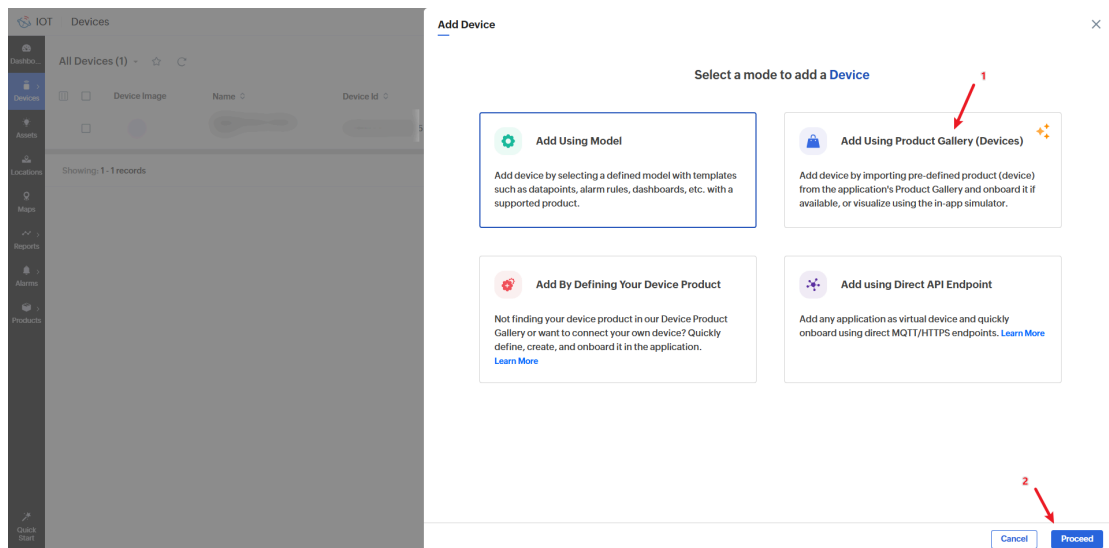 IOT Devices
Add Device
Dashbo...
All Devices (1)
Select a mode to add a Device
1
Devices
Device Image Name Device Id
Add Using Model
Add Using Product Gallery (Devices)
Assets
Add device by selecting a defined model with templates
such as datapoints, alarm rules, dashboards, etc. with a
supported product.
Add device by importing pre-defined product (device)
from the application's Product Gallery and onboard it if
available, or visualize using the in-app simulator.
Locations
Showing: 1 - 1 records
Maps
Reports
Alarms
Products
Add By Defining Your Device Product
Add using Direct API Endpoint
Not finding your device product in our Device Product
Gallery or want to connect your own device? Quickly
define, create, and onboard it in the application.
Learn More
Add any application as virtual device and quickly
onboard using direct MQTT/HTTPS endpoints. Learn More
2
Quick
Start
Cancel Proceed